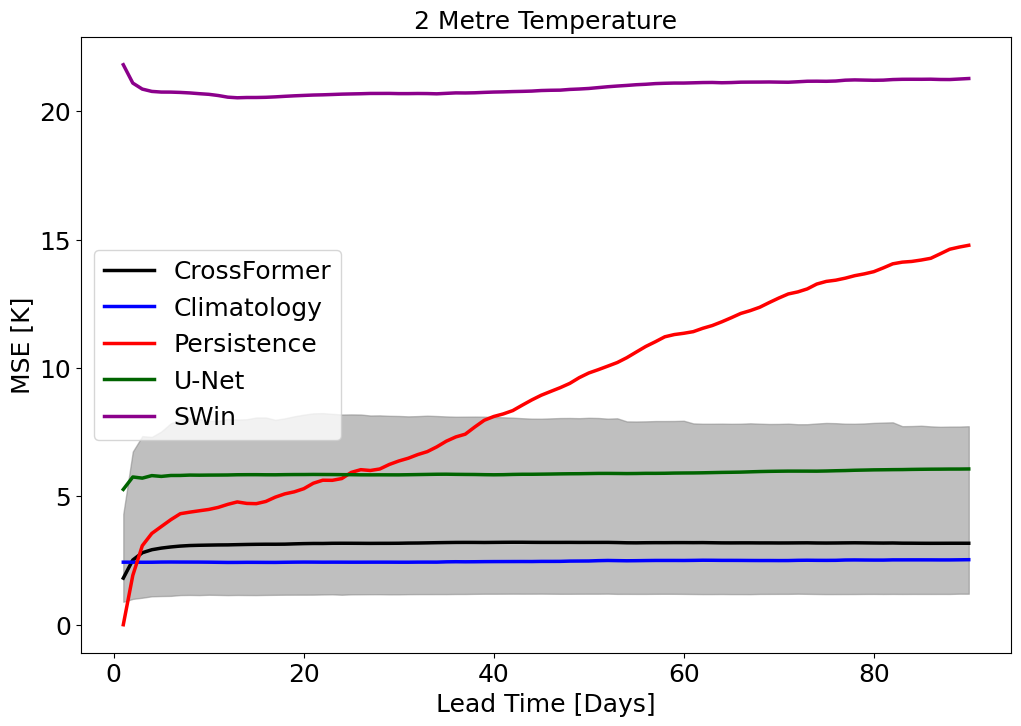 2 Metre Temperature
MSE [K]
20
15
10
5
0
CrossFormer
Climatology
Persistence
U-Net
SWin
0 20 40 60 80
Lead Time [Days]